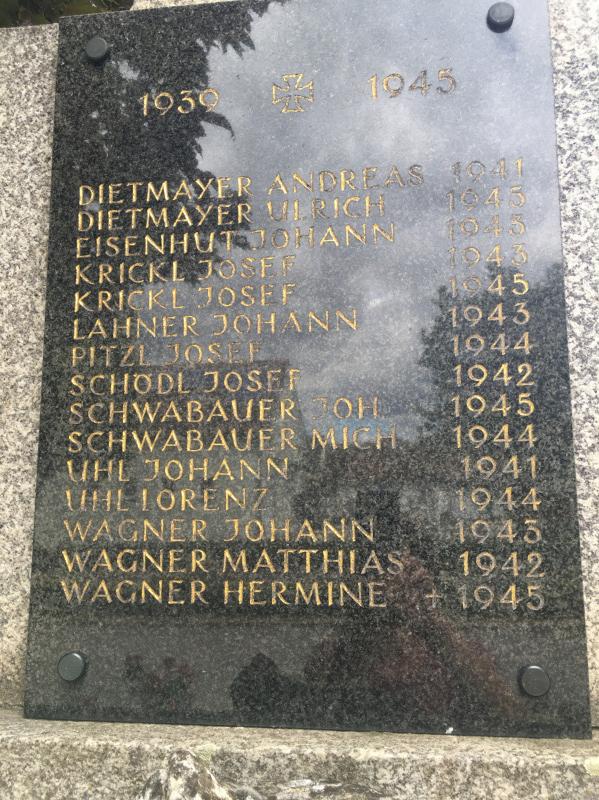 1939 1945
DIETMAYER ANDREAS 1941
DIETMAYER ULRICH 1945
EISENHUT JOHANN 1943
KRICKL JOSEF 1943
KRICKL JOSEF 1945
LAHNER JOHANN 1943
PITZL JOSEF 1944
SCHÖDL JOSEF 1942
SCHWABAUER JOH 1945
SCHWABAUER MICH 1944
UHL JOHANN 1941
UHL LORENZ 1944
WAGNER JOHANN 1943
WAGNER MATTHIAS 1942
WAGNER HERMINE + 1945